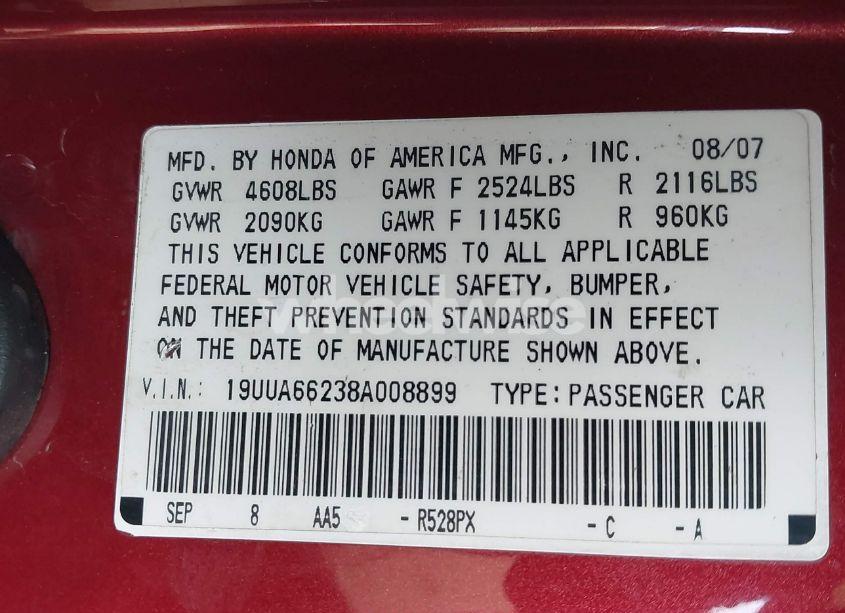 MFD. BY HONDA OF AMERICA MFG., INC. 08/07
GVWR 4608LBS GAWR F 2524LBS R 2116LBS
GVWR 2090KG GAWR F 1145KG R 960KG
THIS VEHICLE CONFORMS TO ALL APPLICABLE
FEDERAL MOTOR VEHICLE SAFETY, BUMPER,
AND THEFT PREVENTION STANDARDS IN EFFECT
ON THE DATE OF MANUFACTURE SHOWN ABOVE.
V.I.N.: 19UUA66238A008899 TYPE: PASSENGER CAR
SEP 8 AA5 - R528PX - C - A
wheelwise